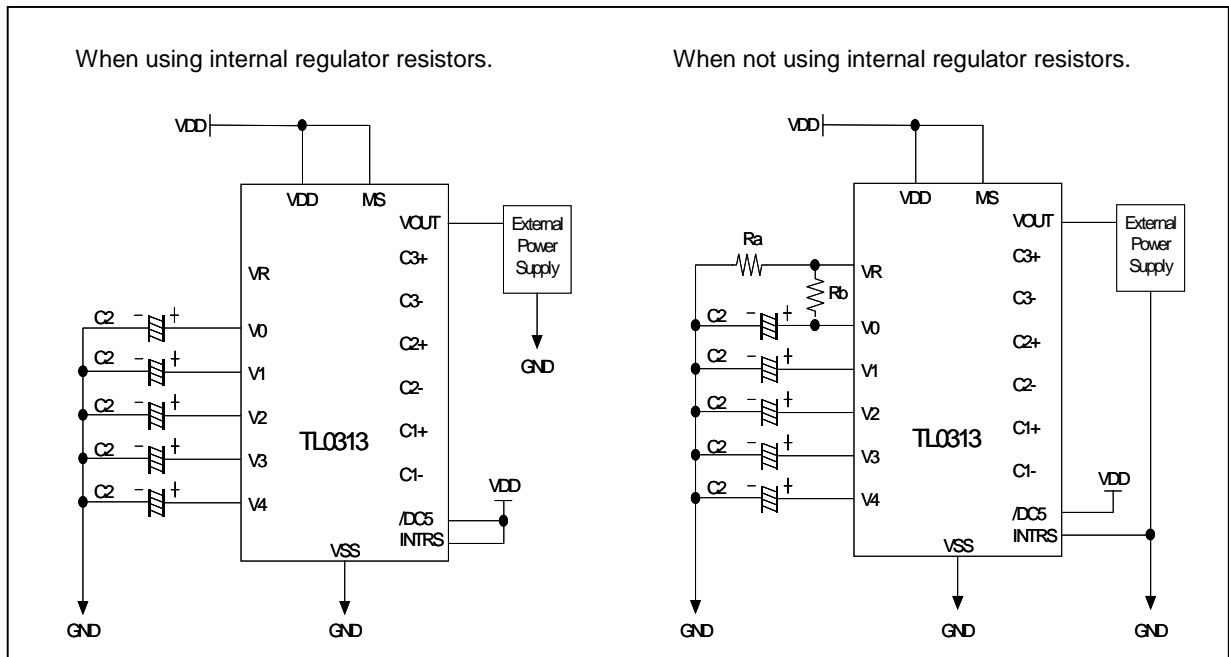 When using internal regulator resistors.
VDD
VDD MS
VOUT
External
Power
Supply
C3+
VR
C3-
C2 - + V0
C2+
GND
C2 - + V1
C2-
C2 - + V2
C1+
TL0313
C2 - + V3
C1-
VDD
C2 - + V4
/DC5
INTRS
VSS
GND
GND
When not using internal regulator resistors.
VDD
VDD MS
VOUT
External
Power
Supply
Ra
C3+
VR
Rb
C3-
C2 - + V0
C2+
C2 - + V1
C2-
C2 - + V2
C1+
TL0313
C2 - + V3
C1-
VDD
C2 - + V4
/DC5
INTRS
VSS
GND
GND
GND